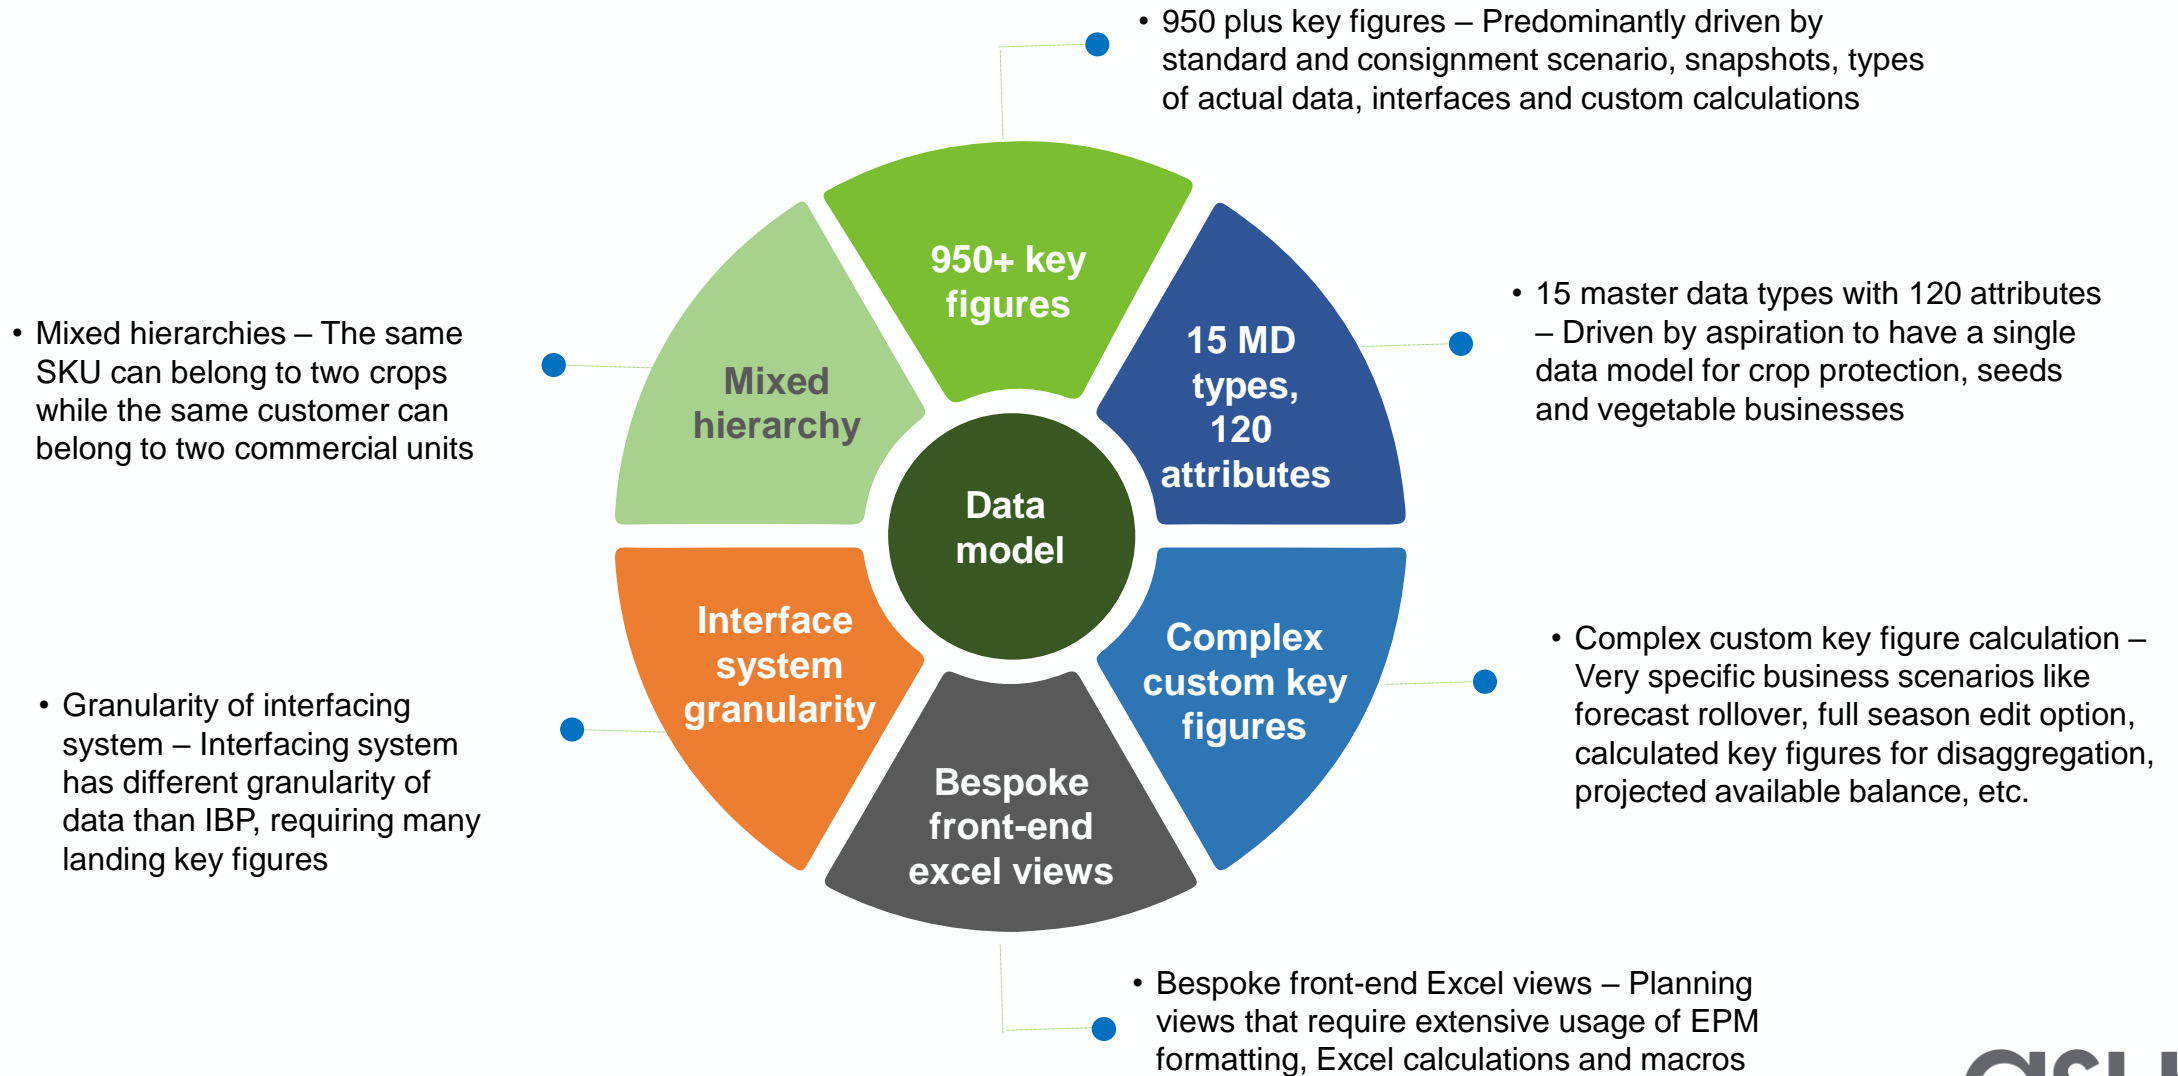 • 950 plus key figures – Predominantly driven by
standard and consignment scenario, snapshots, types
of actual data, interfaces and custom calculations
950+ key
figures
15 MD
types,
120
attributes
• 15 master data types with 120 attributes
– Driven by aspiration to have a single
data model for crop protection, seeds
and vegetable businesses
• Mixed hierarchies – The same
SKU can belong to two crops
while the same customer can
belong to two commercial units
Mixed
hierarchy
Data
model
Interface
system
granularity
Complex
custom key
figures
• Complex custom key figure calculation –
Very specific business scenarios like
forecast rollover, full season edit option,
calculated key figures for disaggregation,
projected available balance, etc.
• Granularity of interfacing
system – Interfacing system
has different granularity of
data than IBP, requiring many
landing key figures
Bespoke
front-end
excel views
• Bespoke front-end Excel views – Planning
views that require extensive usage of EPM
formatting, Excel calculations and macros